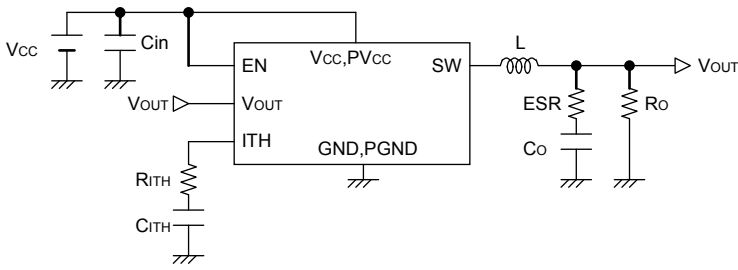 VCC
Cin
EN
VCC,PVCC
SW
L
VOUT
VOUT
VOUT
ESR
RO
ITH
GND,PGND
CO
RITH
CITH